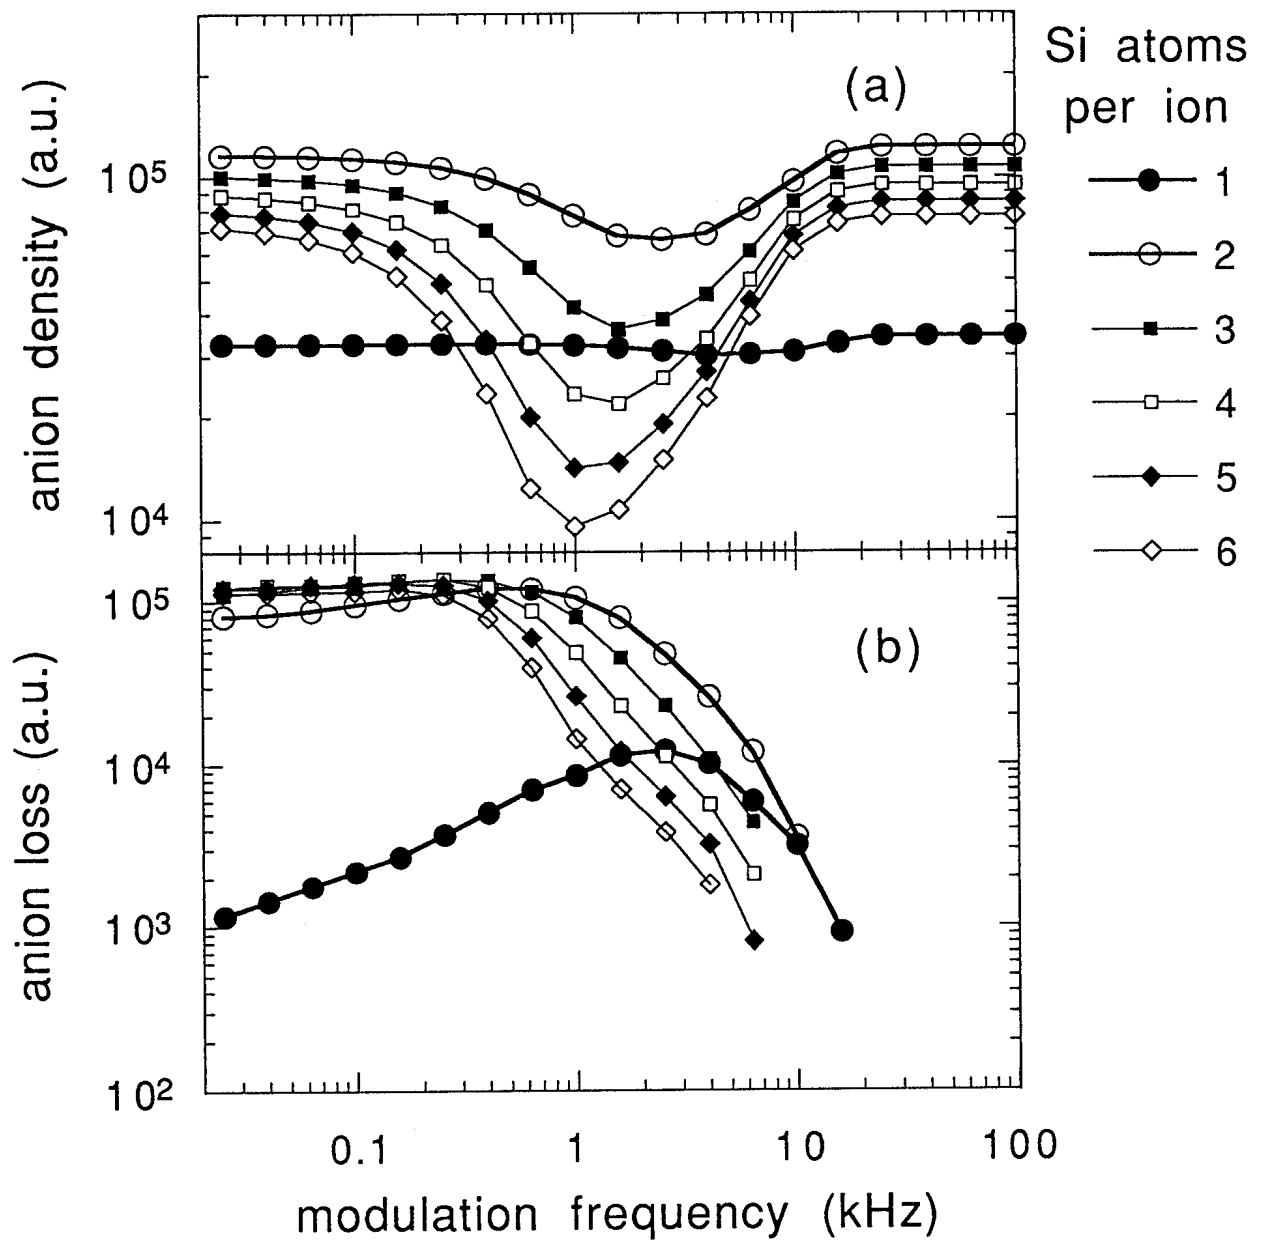 (a)
Si atoms
per ion
1
2
3
4
5
6
anion density (a.u.)
10⁵
10⁴
(b)
anion loss (a.u.)
10⁵
10⁴
10³
10²
0.1
1
10
100
modulation frequency (kHz)